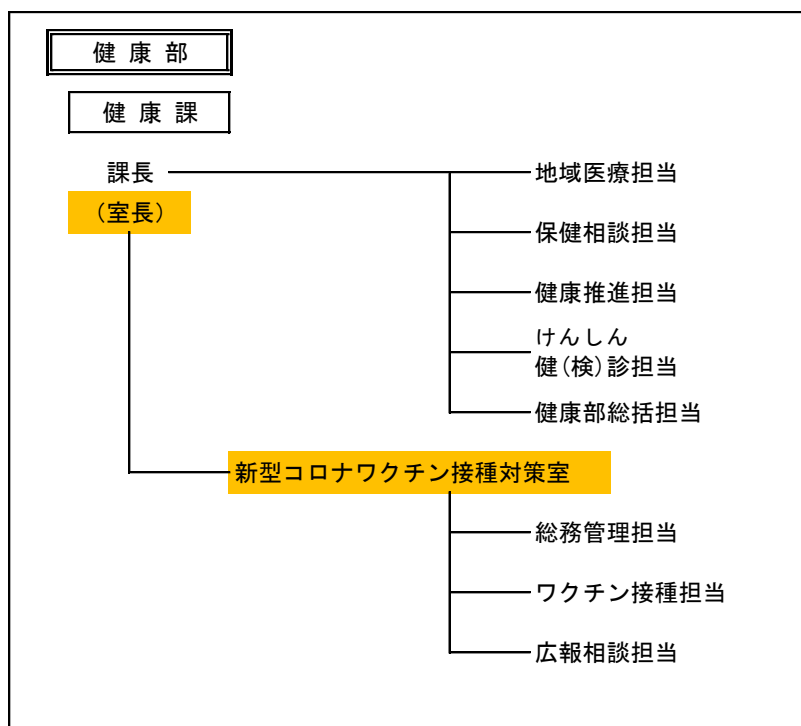 健康部
健康課
課長
（室長）
地域医療担当
保健相談担当
健康推進担当
けんしん
健(検)診担当
健康部総括担当
新型コロナワクチン接種対策室
総務管理担当
ワクチン接種担当
広報相談担当